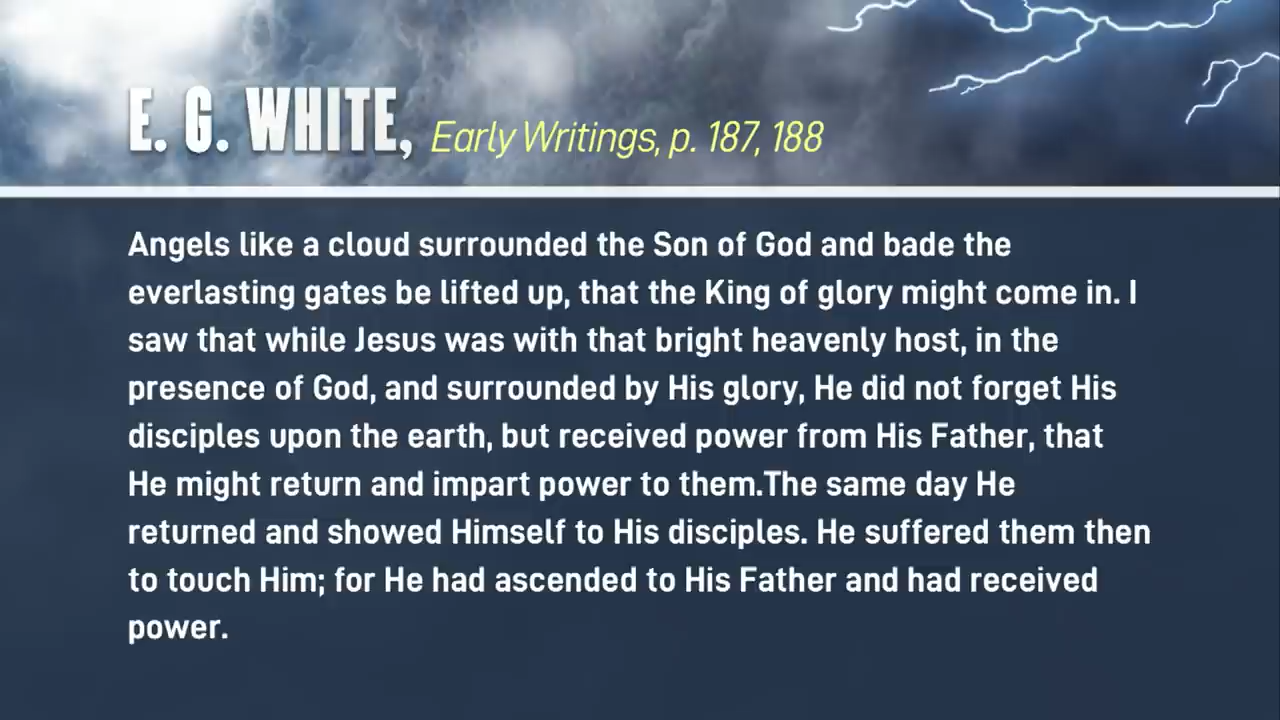 E. G. WHITE, Early Writings, p. 187, 188
Angels like a cloud surrounded the Son of God and bade the
everlasting gates be lifted up, that the King of glory might come in. I
saw that while Jesus was with that bright heavenly host, in the
presence of God, and surrounded by His glory, He did not forget His
disciples upon the earth, but received power from His Father, that
He might return and impart power to them.The same day He
returned and showed Himself to His disciples. He suffered them then
to touch Him; for He had ascended to His Father and had received
power.